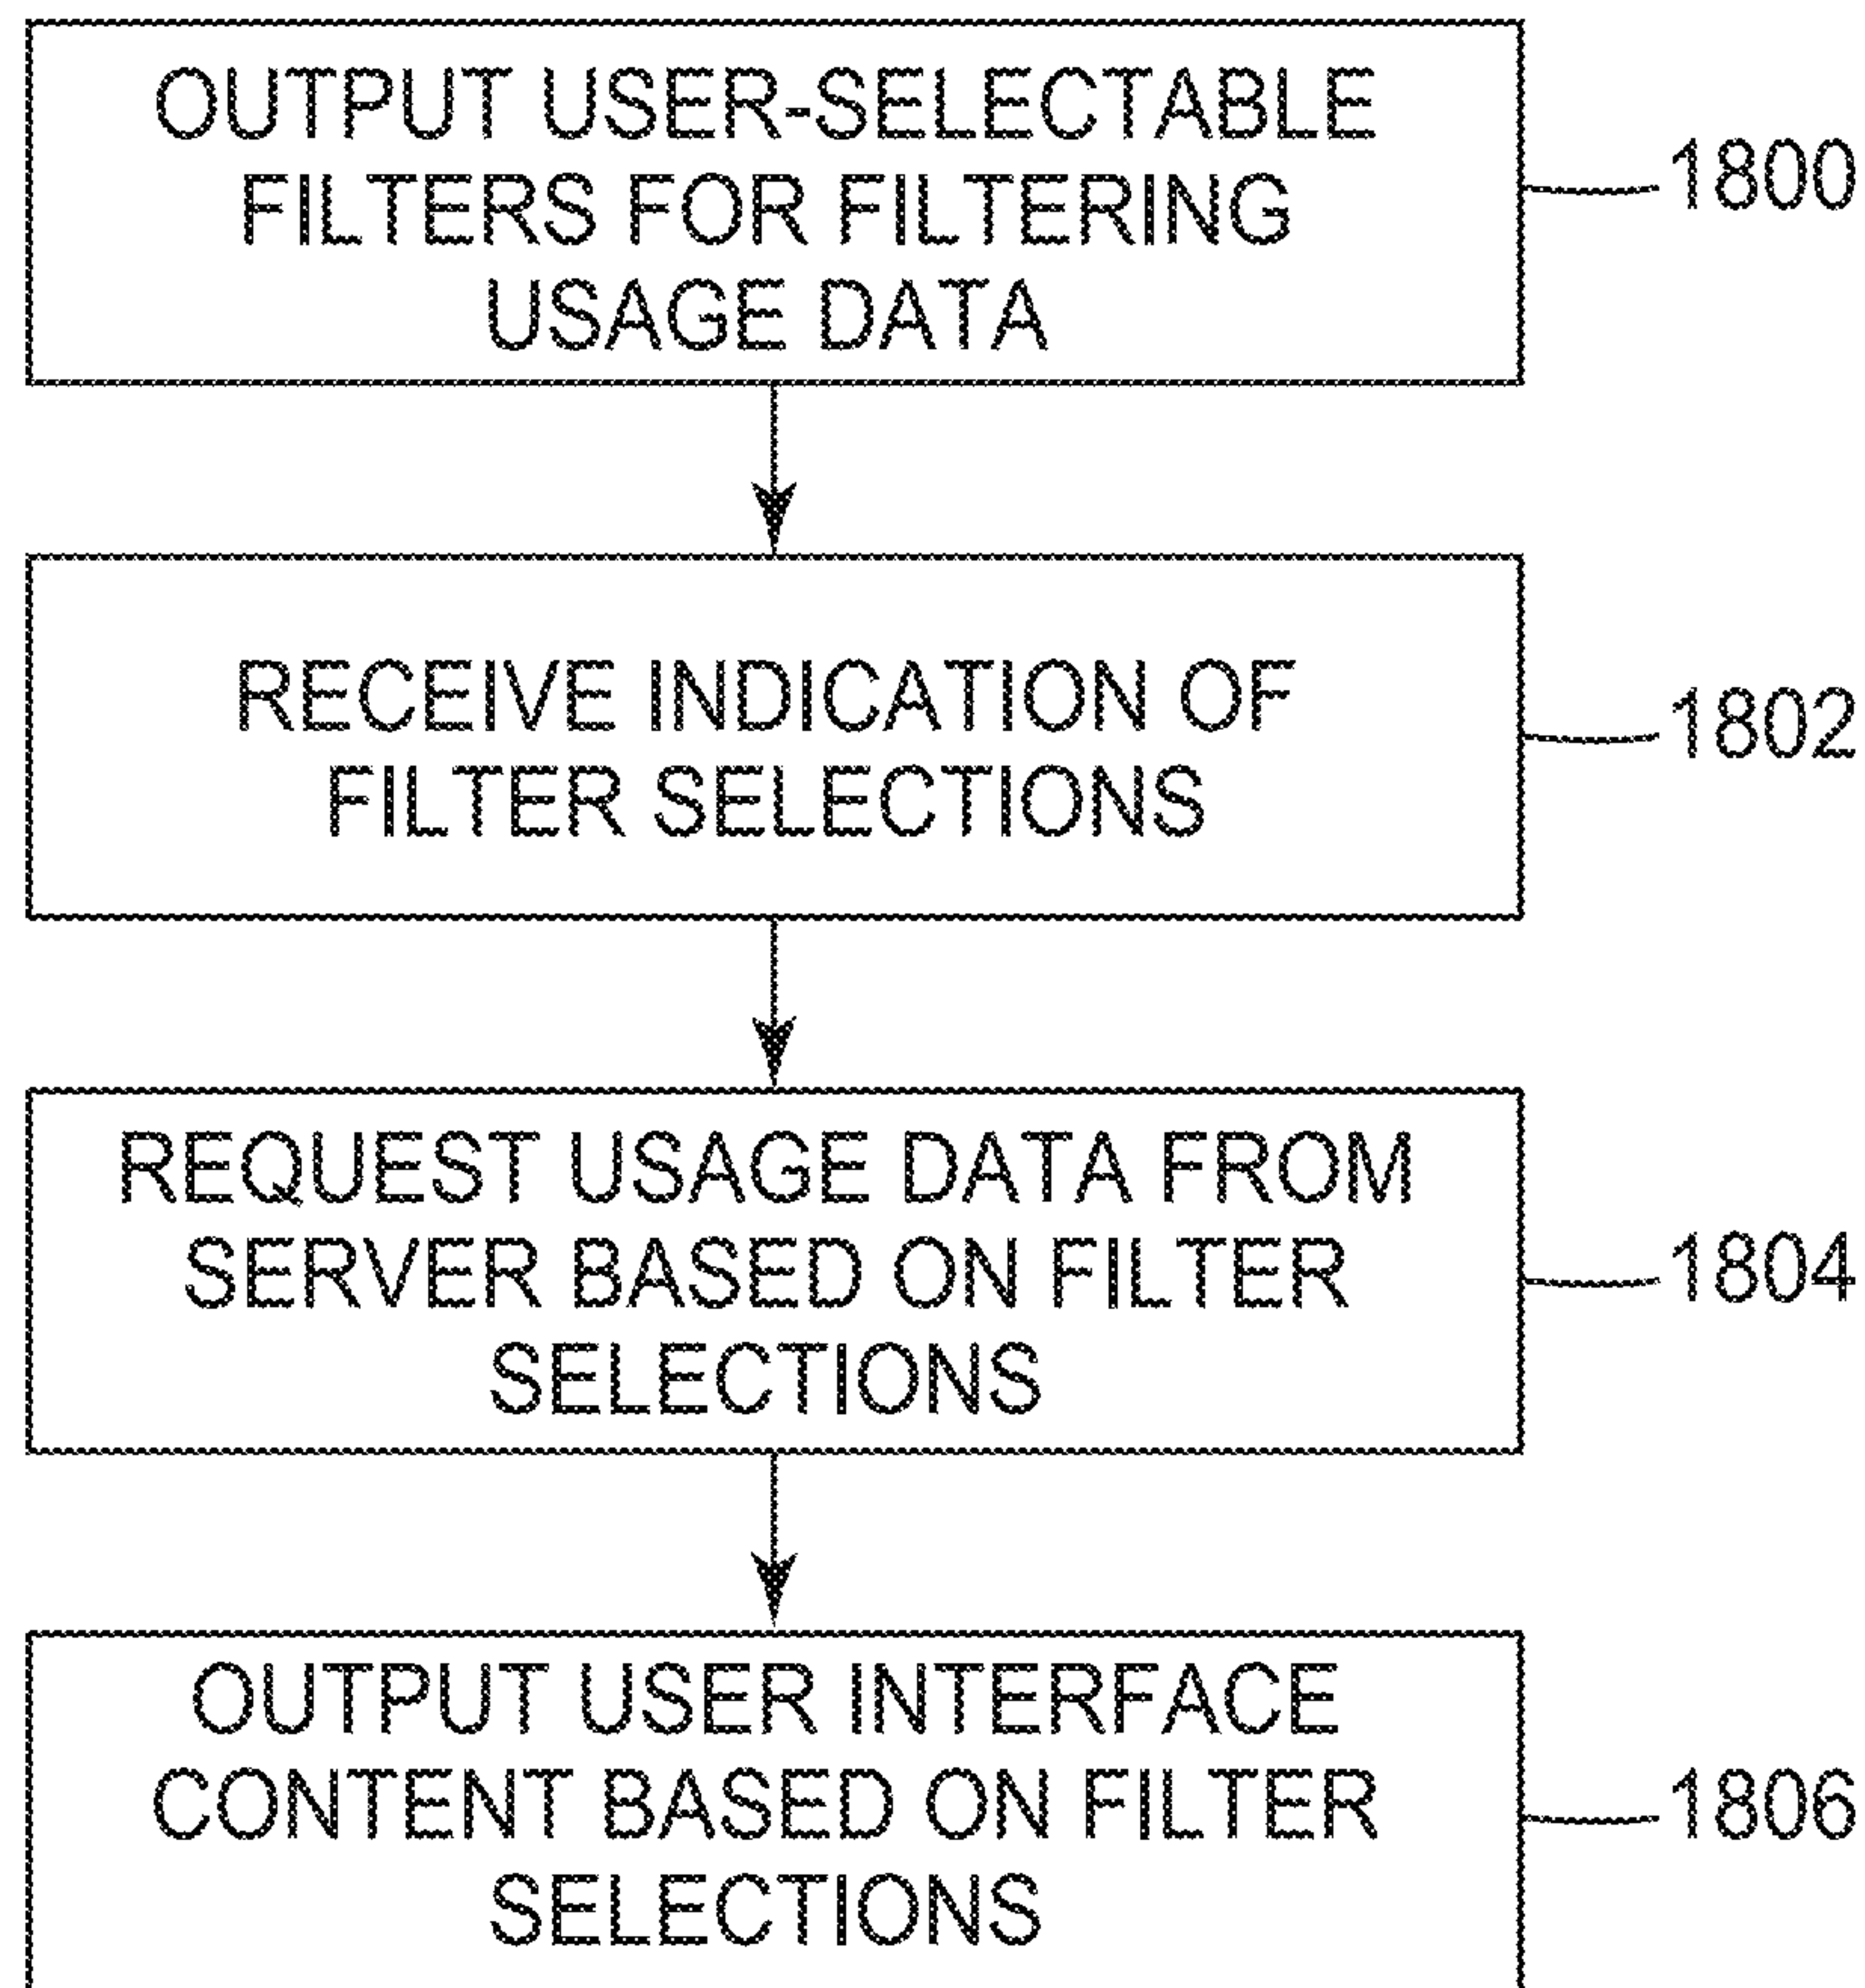 OUTPUT USER-SELECTABLE
FILTERS FOR FILTERING
USAGE DATA
1800
RECEIVE INDICATION OF
FILTER SELECTIONS
1802
REQUEST USAGE DATA FROM
SERVER BASED ON FILTER
SELECTIONS
1804
OUTPUT USER INTERFACE
CONTENT BASED ON FILTER
SELECTIONS
1806